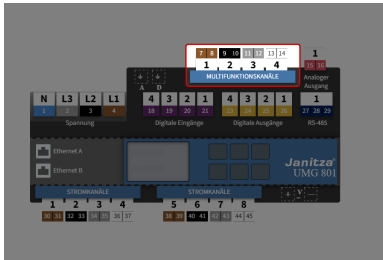 7 8 9 10 11 12 13 14
1 2 3 4
MULTIFUNKTIONSKANÄLE
1
15 16
Analoger
Ausgang
A D
N L3 L2 L1
1 2 3 4
Spannung
4 3 2 1
18 19 20 21
Digitale Eingänge
4 3 2 1
23 24 25 26
Digitale Ausgänge
1
27 28 29
RS-485
Ethernet A
Ethernet B
Janitza®
UMG 801
STROMKANÄLE
1 2 3 4
30 31 32 33 34 35 36 37
STROMKANÄLE
5 6 7 8
38 39 40 41 42 43 44 45
+ V −